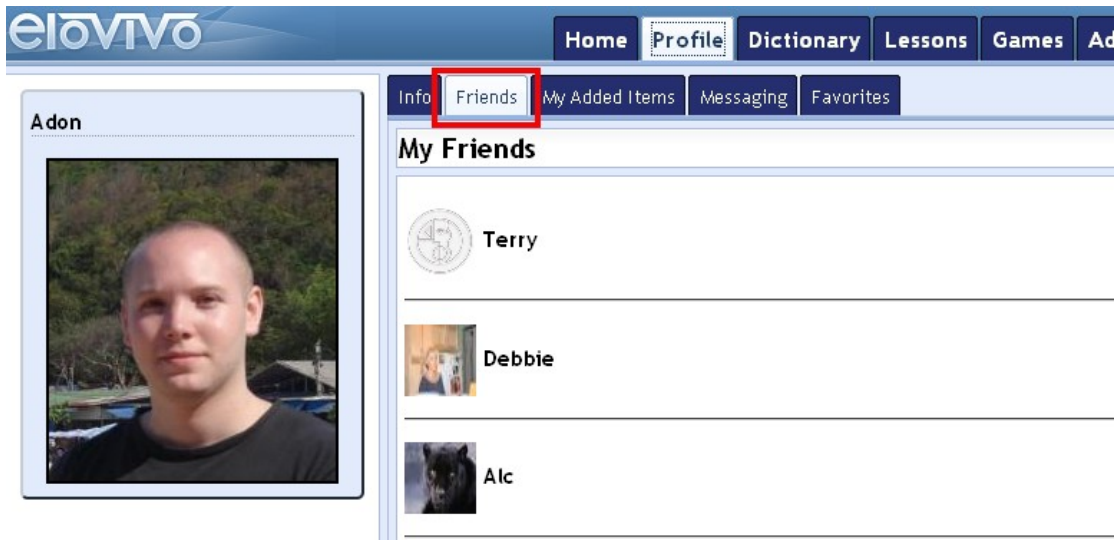 elovivo
Home Profile Dictionary Lessons Games Ad
Info Friends My Added Items Messaging Favorites
Adon
My Friends
Terry
Debbie
Alc